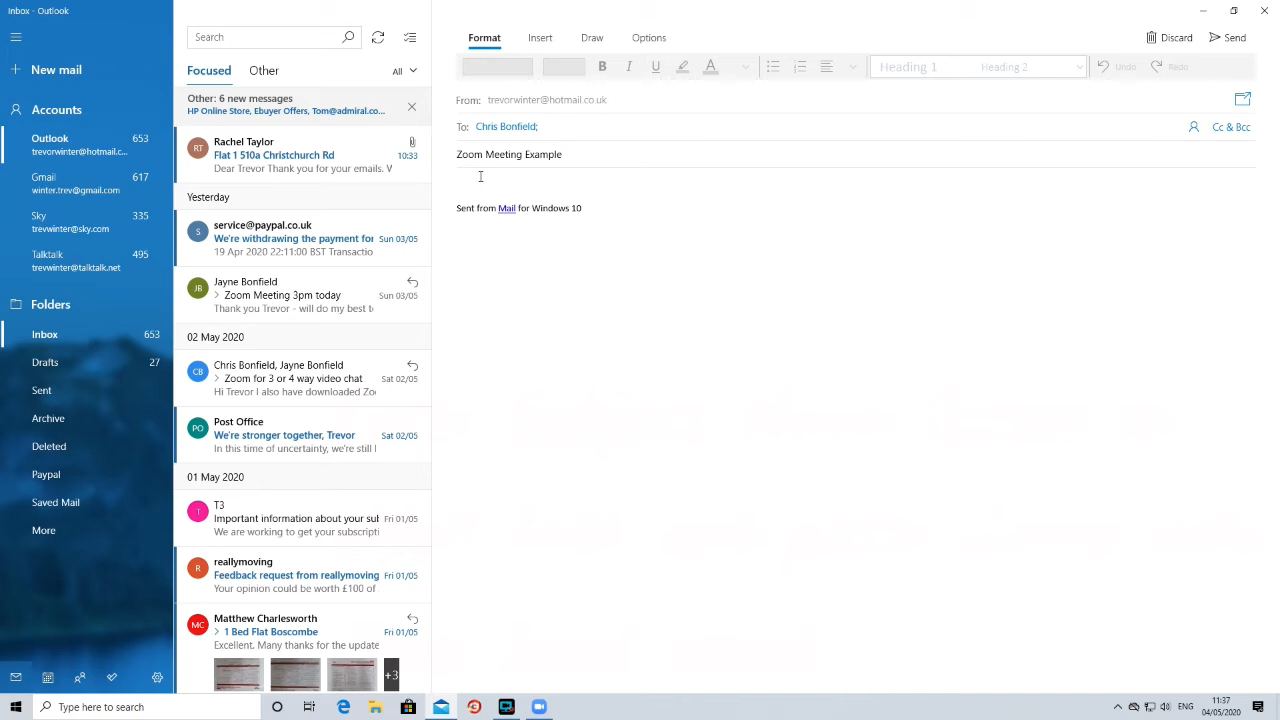 Inbox - Outlook
New mail
Accounts
Outlook 653
trevorwinter@hotmail.c...
Gmail 617
winter.trev@gmail.com
Sky 335
trevwinter@sky.com
Talktalk 495
trevwinter@talktalk.net
Folders
Inbox 653
Drafts 27
Sent
Archive
Deleted
Paypal
Saved Mail
More
Search
Focused Other All
Other: 6 new messages
HP Online Store, Ebuyer Offers, Tom@admiral.co...
RT Rachel Taylor
Flat 1 510a Christchurch Rd 10:33
Dear Trevor Thank you for your emails. V
Yesterday
S service@paypal.co.uk
We're withdrawing the payment for Sun 03/05
19 Apr 2020 22:11:00 BST Transactio
JB Jayne Bonfield
Zoom Meeting 3pm today Sun 03/05
Thank you Trevor - will do my best t
02 May 2020
CB Chris Bonfield, Jayne Bonfield
Zoom for 3 or 4 way video chat Sat 02/05
Hi Trevor I also have downloaded Zo
PO Post Office
We're stronger together, Trevor Sat 02/05
In this time of uncertainty, we're still l
01 May 2020
T T3
Important information about your sub Fri 01/05
We are working to get your subscripti
R reallymoving
Feedback request from reallymoving Fri 01/05
Your opinion could be worth £100 of
MC Matthew Charlesworth
1 Bed Flat Boscombe Fri 01/05
Excellent. Many thanks for the update
+3
Format Insert Draw Options Discard Send
B I U A Heading 1 Heading 2 Undo Redo
From: trevorwinter@hotmail.co.uk
To: Chris Bonfield; Cc & Bcc
Zoom Meeting Example
Sent from Mail for Windows 10
Type here to search
ENG
11:37
04/05/2020